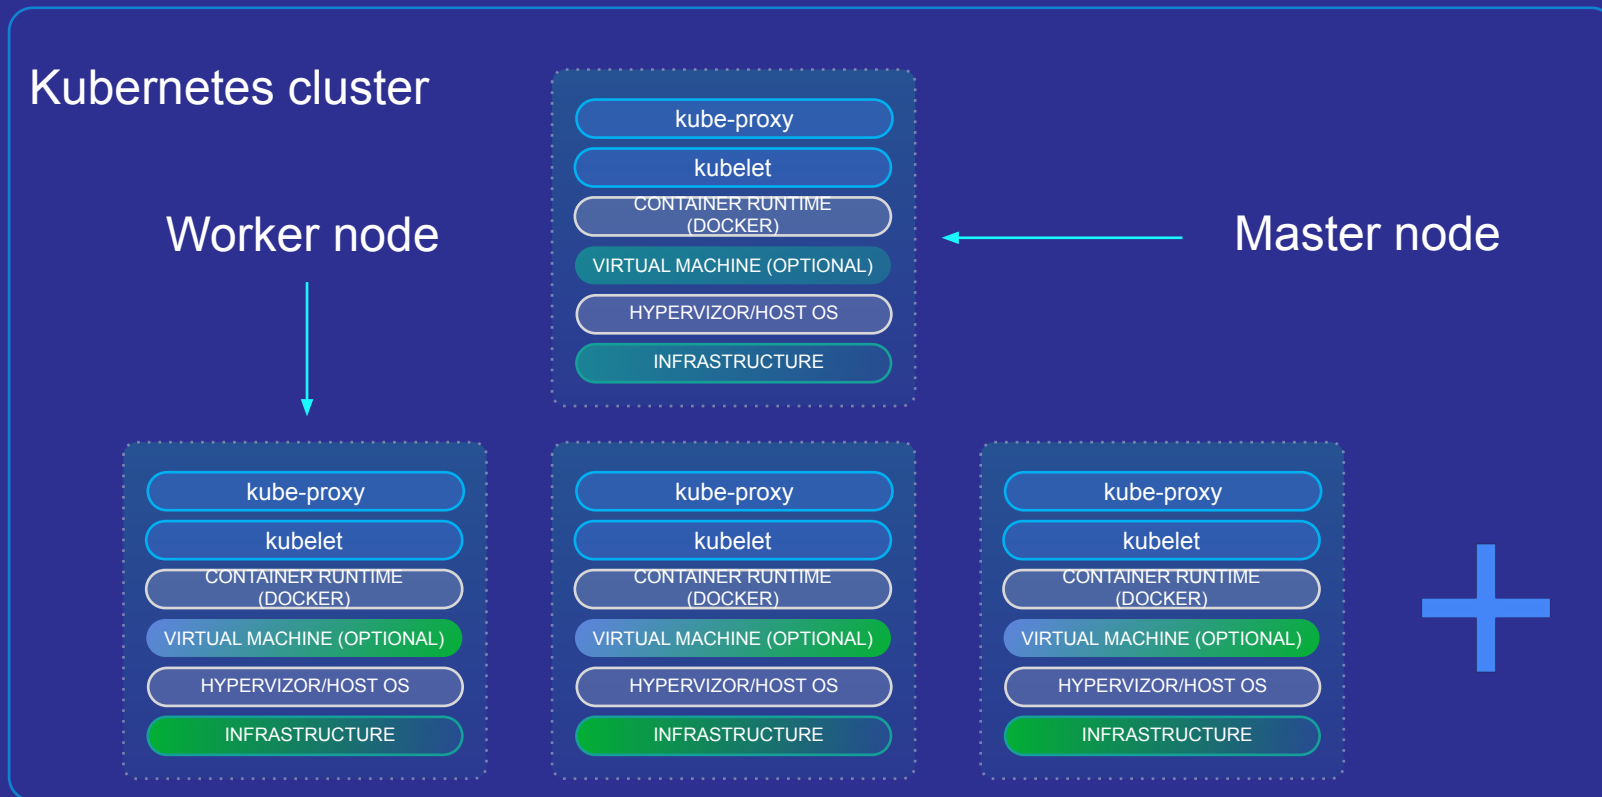 Kubernetes cluster
kube-proxy
kubelet
CONTAINER RUNTIME
(DOCKER)
VIRTUAL MACHINE (OPTIONAL)
HYPERVIZOR/HOST OS
INFRASTRUCTURE
Worker node
Master node
kube-proxy
kubelet
CONTAINER RUNTIME
(DOCKER)
VIRTUAL MACHINE (OPTIONAL)
HYPERVIZOR/HOST OS
INFRASTRUCTURE
kube-proxy
kubelet
CONTAINER RUNTIME
(DOCKER)
VIRTUAL MACHINE (OPTIONAL)
HYPERVIZOR/HOST OS
INFRASTRUCTURE
kube-proxy
kubelet
CONTAINER RUNTIME
(DOCKER)
VIRTUAL MACHINE (OPTIONAL)
HYPERVIZOR/HOST OS
INFRASTRUCTURE